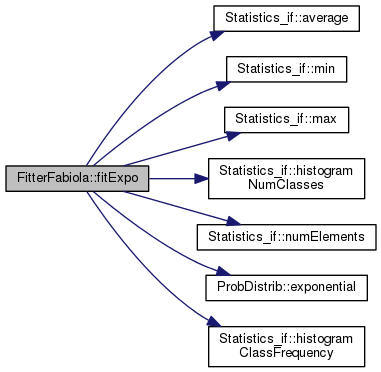 Statistics_if::average
Statistics_if::min
Statistics_if::max
FitterFabiola::fitExpo
Statistics_if::histogram
NumClasses
Statistics_if::numElements
ProbDistrib::exponential
Statistics_if::histogram
ClassFrequency